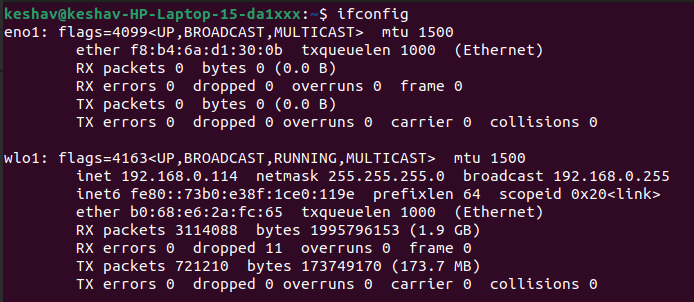 keshav@keshav-HP-Laptop-15-da1xxx:~$ ifconfig
eno1: flags=4099<UP,BROADCAST,MULTICAST>  mtu 1500
        ether f8:b4:6a:d1:30:0b  txqueuelen 1000  (Ethernet)
        RX packets 0  bytes 0 (0.0 B)
        RX errors 0  dropped 0  overruns 0  frame 0
        TX packets 0  bytes 0 (0.0 B)
        TX errors 0  dropped 0 overruns 0  carrier 0  collisions 0

wlo1: flags=4163<UP,BROADCAST,RUNNING,MULTICAST>  mtu 1500
        inet 192.168.0.114  netmask 255.255.255.0  broadcast 192.168.0.255
        inet6 fe80::73b0:e38f:1ce0:119e  prefixlen 64  scopeid 0x20<link>
        ether b0:68:e6:2a:fc:65  txqueuelen 1000  (Ethernet)
        RX packets 3114088  bytes 1995796153 (1.9 GB)
        RX errors 0  dropped 11  overruns 0  frame 0
        TX packets 721210  bytes 173749170 (173.7 MB)
        TX errors 0  dropped 0 overruns 0  carrier 0  collisions 0